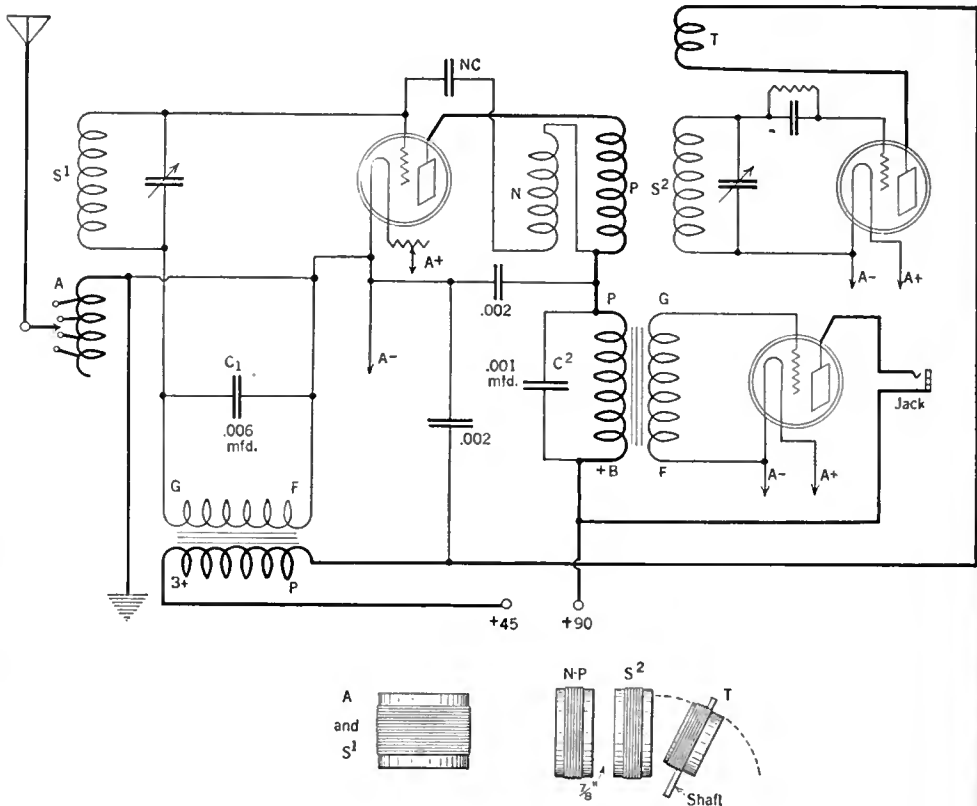 T
NC
S1
N
P
S2
A+
A
.002
A-
A+
P
G
C1
.001
mfd.
C2
A-
.006
mfd.
.002
Jack
+B
F
A-
A+
G
F
3+
P
+45
+90
A
and
S1
N-P
S2
T
7/8"
Shaft